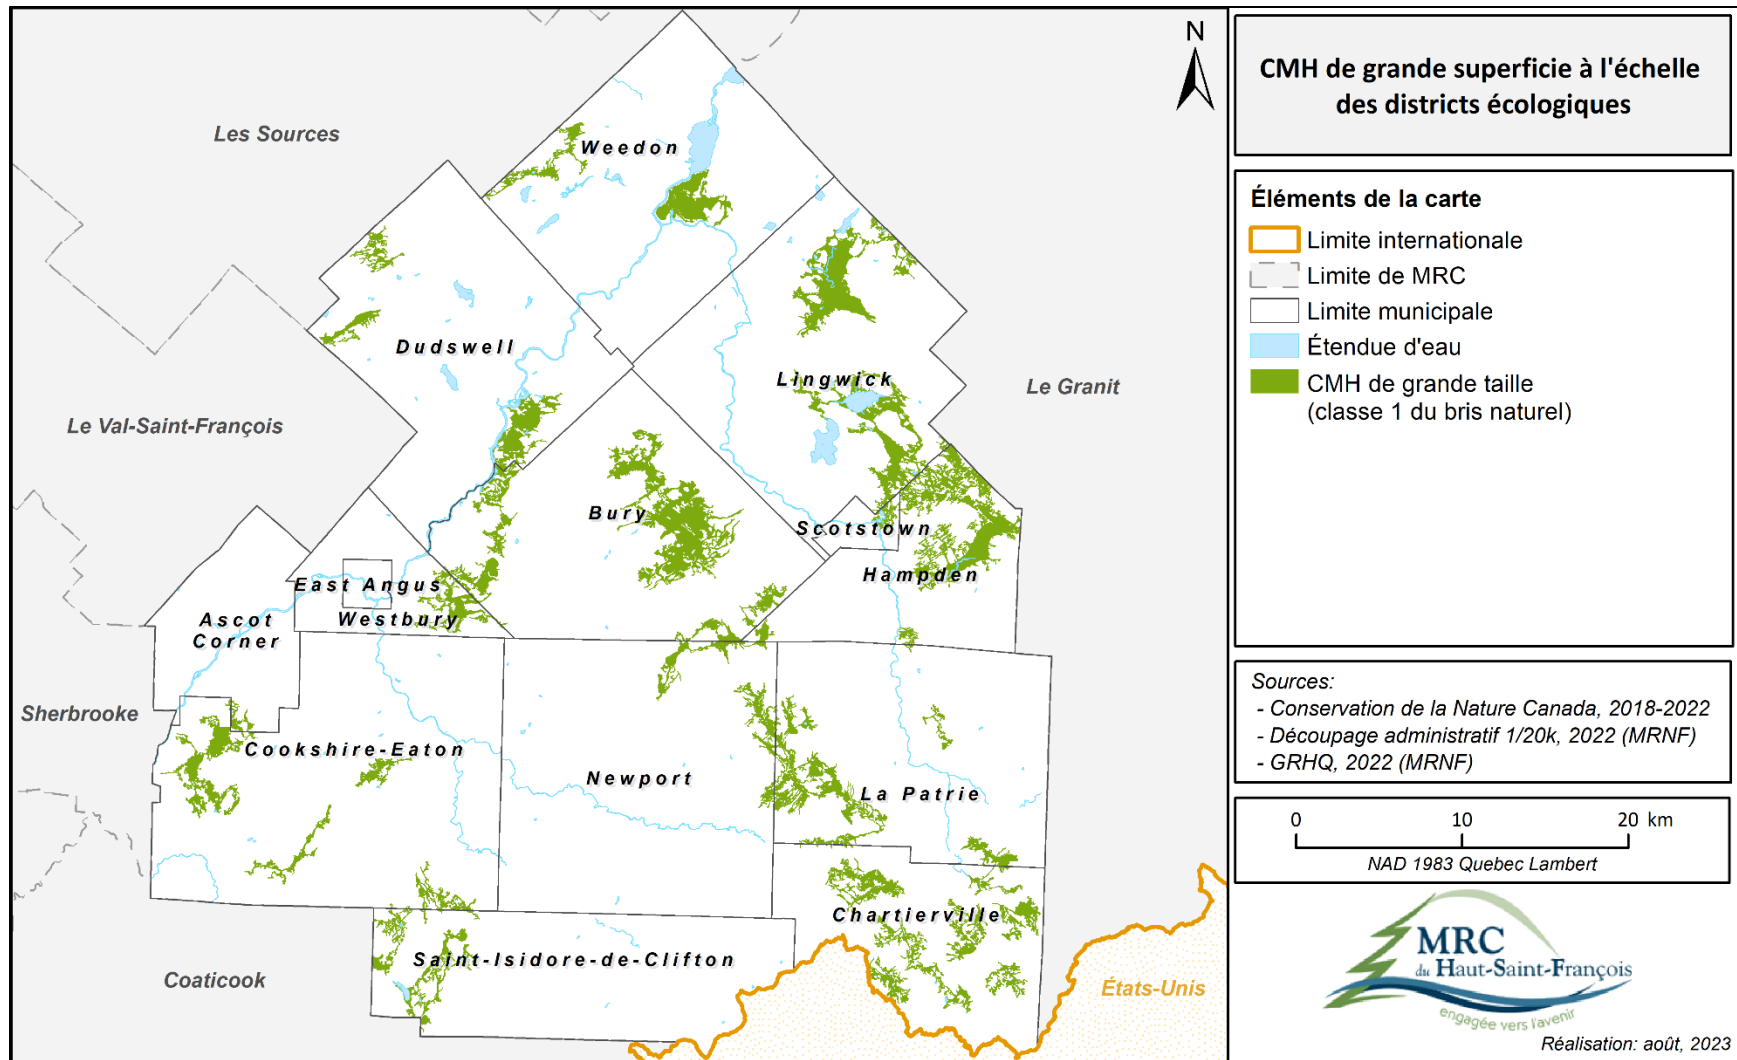 N
Les Sources
Weedon
Dudswell
Lingwick
Le Granit
Le Val-Saint-François
Bury
Scotstown
Hampden
East Angus
Westbury
Ascot
Corner
Sherbrooke
Cookshire-Eaton
Newport
La Patrie
Chartierville
Saint-Isidore-de-Clifton
Coaticook
États-Unis
CMH de grande superficie à l'échelle
des districts écologiques
Éléments de la carte
Limite internationale
Limite de MRC
Limite municipale
Étendue d'eau
CMH de grande taille
(classe 1 du bris naturel)
Sources:
- Conservation de la Nature Canada, 2018-2022
- Découpage administratif 1/20k, 2022 (MRNF)
- GRHQ, 2022 (MRNF)
0 10 20 km
NAD 1983 Quebec Lambert
MRC
du Haut-Saint-François
engagée vers l'avenir
Réalisation: août, 2023